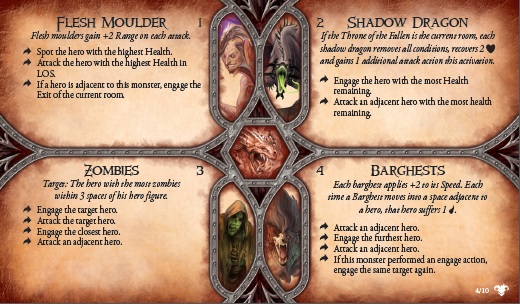 FLESH MOULDER 1
Flesh moulders gain +2 Range on each attack.
Spot the hero with the highest Health.
Attack the hero with the highest Health in
LOS.
If a hero is adjacent to this monster, engage the
Exit of the current room.
2 SHADOW DRAGON
If the Throne of the Fallen is the current room, each
shadow dragon removes all conditions, recovers 2
and gains 1 additional attack action this activation.
Engage the hero with the most Health
remaining.
Attack an adjacent hero with the most health
remaining.
ZOMBIES 3
Target: The hero with the most zombies
within 3 spaces of his hero figure.
Engage the target hero.
Attack the target hero.
Engage the closest hero.
Attack an adjacent hero.
4 BARGHESTS
Each barghest applies +2 to its Speed. Each
time a Barghest moves into a space adjacent to
a hero, that hero suffers 1 .
Attack an adjacent hero.
Engage the furthest hero.
Attack an adjacent hero.
If this monster performed an engage action,
engage the same target again.
4/10